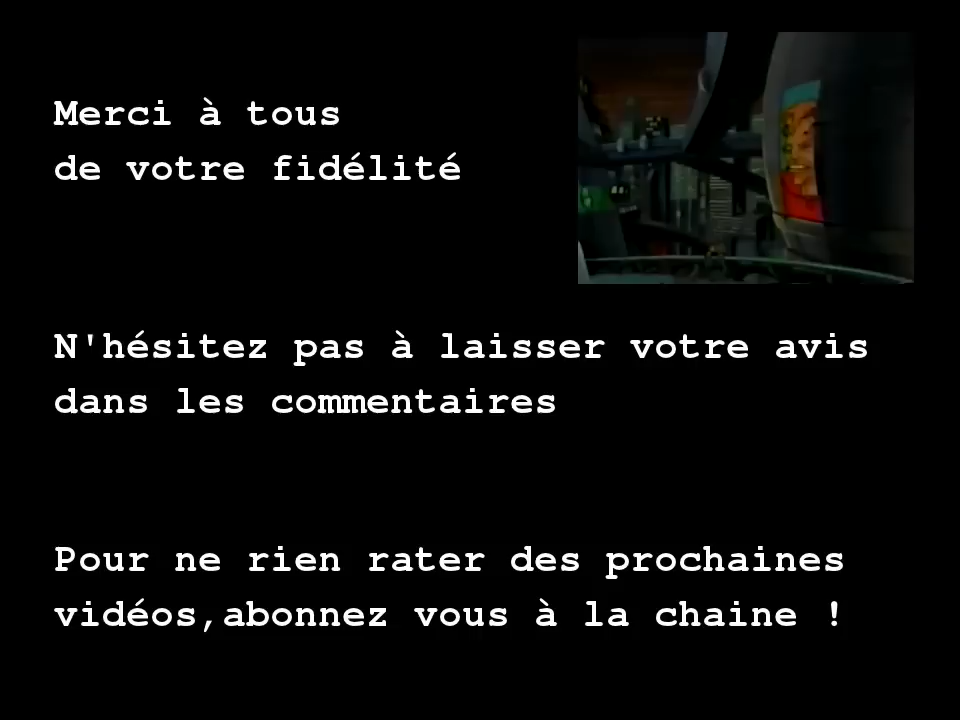 Merci à tous
de votre fidélité
N'hésitez pas à laisser votre avis
dans les commentaires
Pour ne rien rater des prochaines
vidéos,abonnez vous à la chaine !